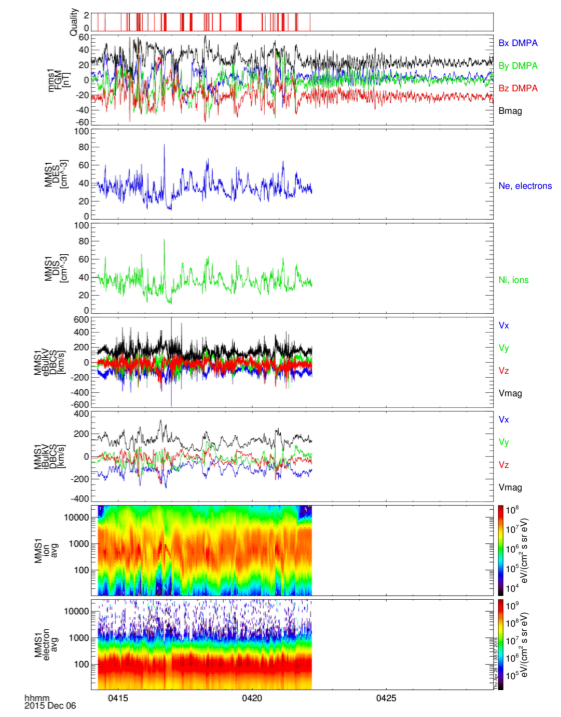 Quality
2
0
mms1
FGM
[nT]
60
40
20
0
-20
-40
-60
Bx DMPA
By DMPA
Bz DMPA
Bmag
MMS1
DES
[cm^-3]
100
80
60
40
20
0
Ne, electrons
MMS1
DIS
[cm^-3]
100
80
60
40
20
0
Ni, ions
MMS1
eBulkV
DBCS
[km/s]
600
400
200
0
-200
-400
-600
Vx
Vy
Vz
Vmag
MMS1
iBulkV
DBCS
[km/s]
400
200
0
-200
-400
Vx
Vy
Vz
Vmag
MMS1
ion
avg
10000
1000
100
10^8
10^7
10^6
10^5
10^4
eV/(cm^2 s sr eV)
MMS1
electron
avg
10000
1000
100
10^9
10^8
10^7
10^6
10^5
eV/(cm^2 s sr eV)
hhmm 0415 0420 0425
2015 Dec 06